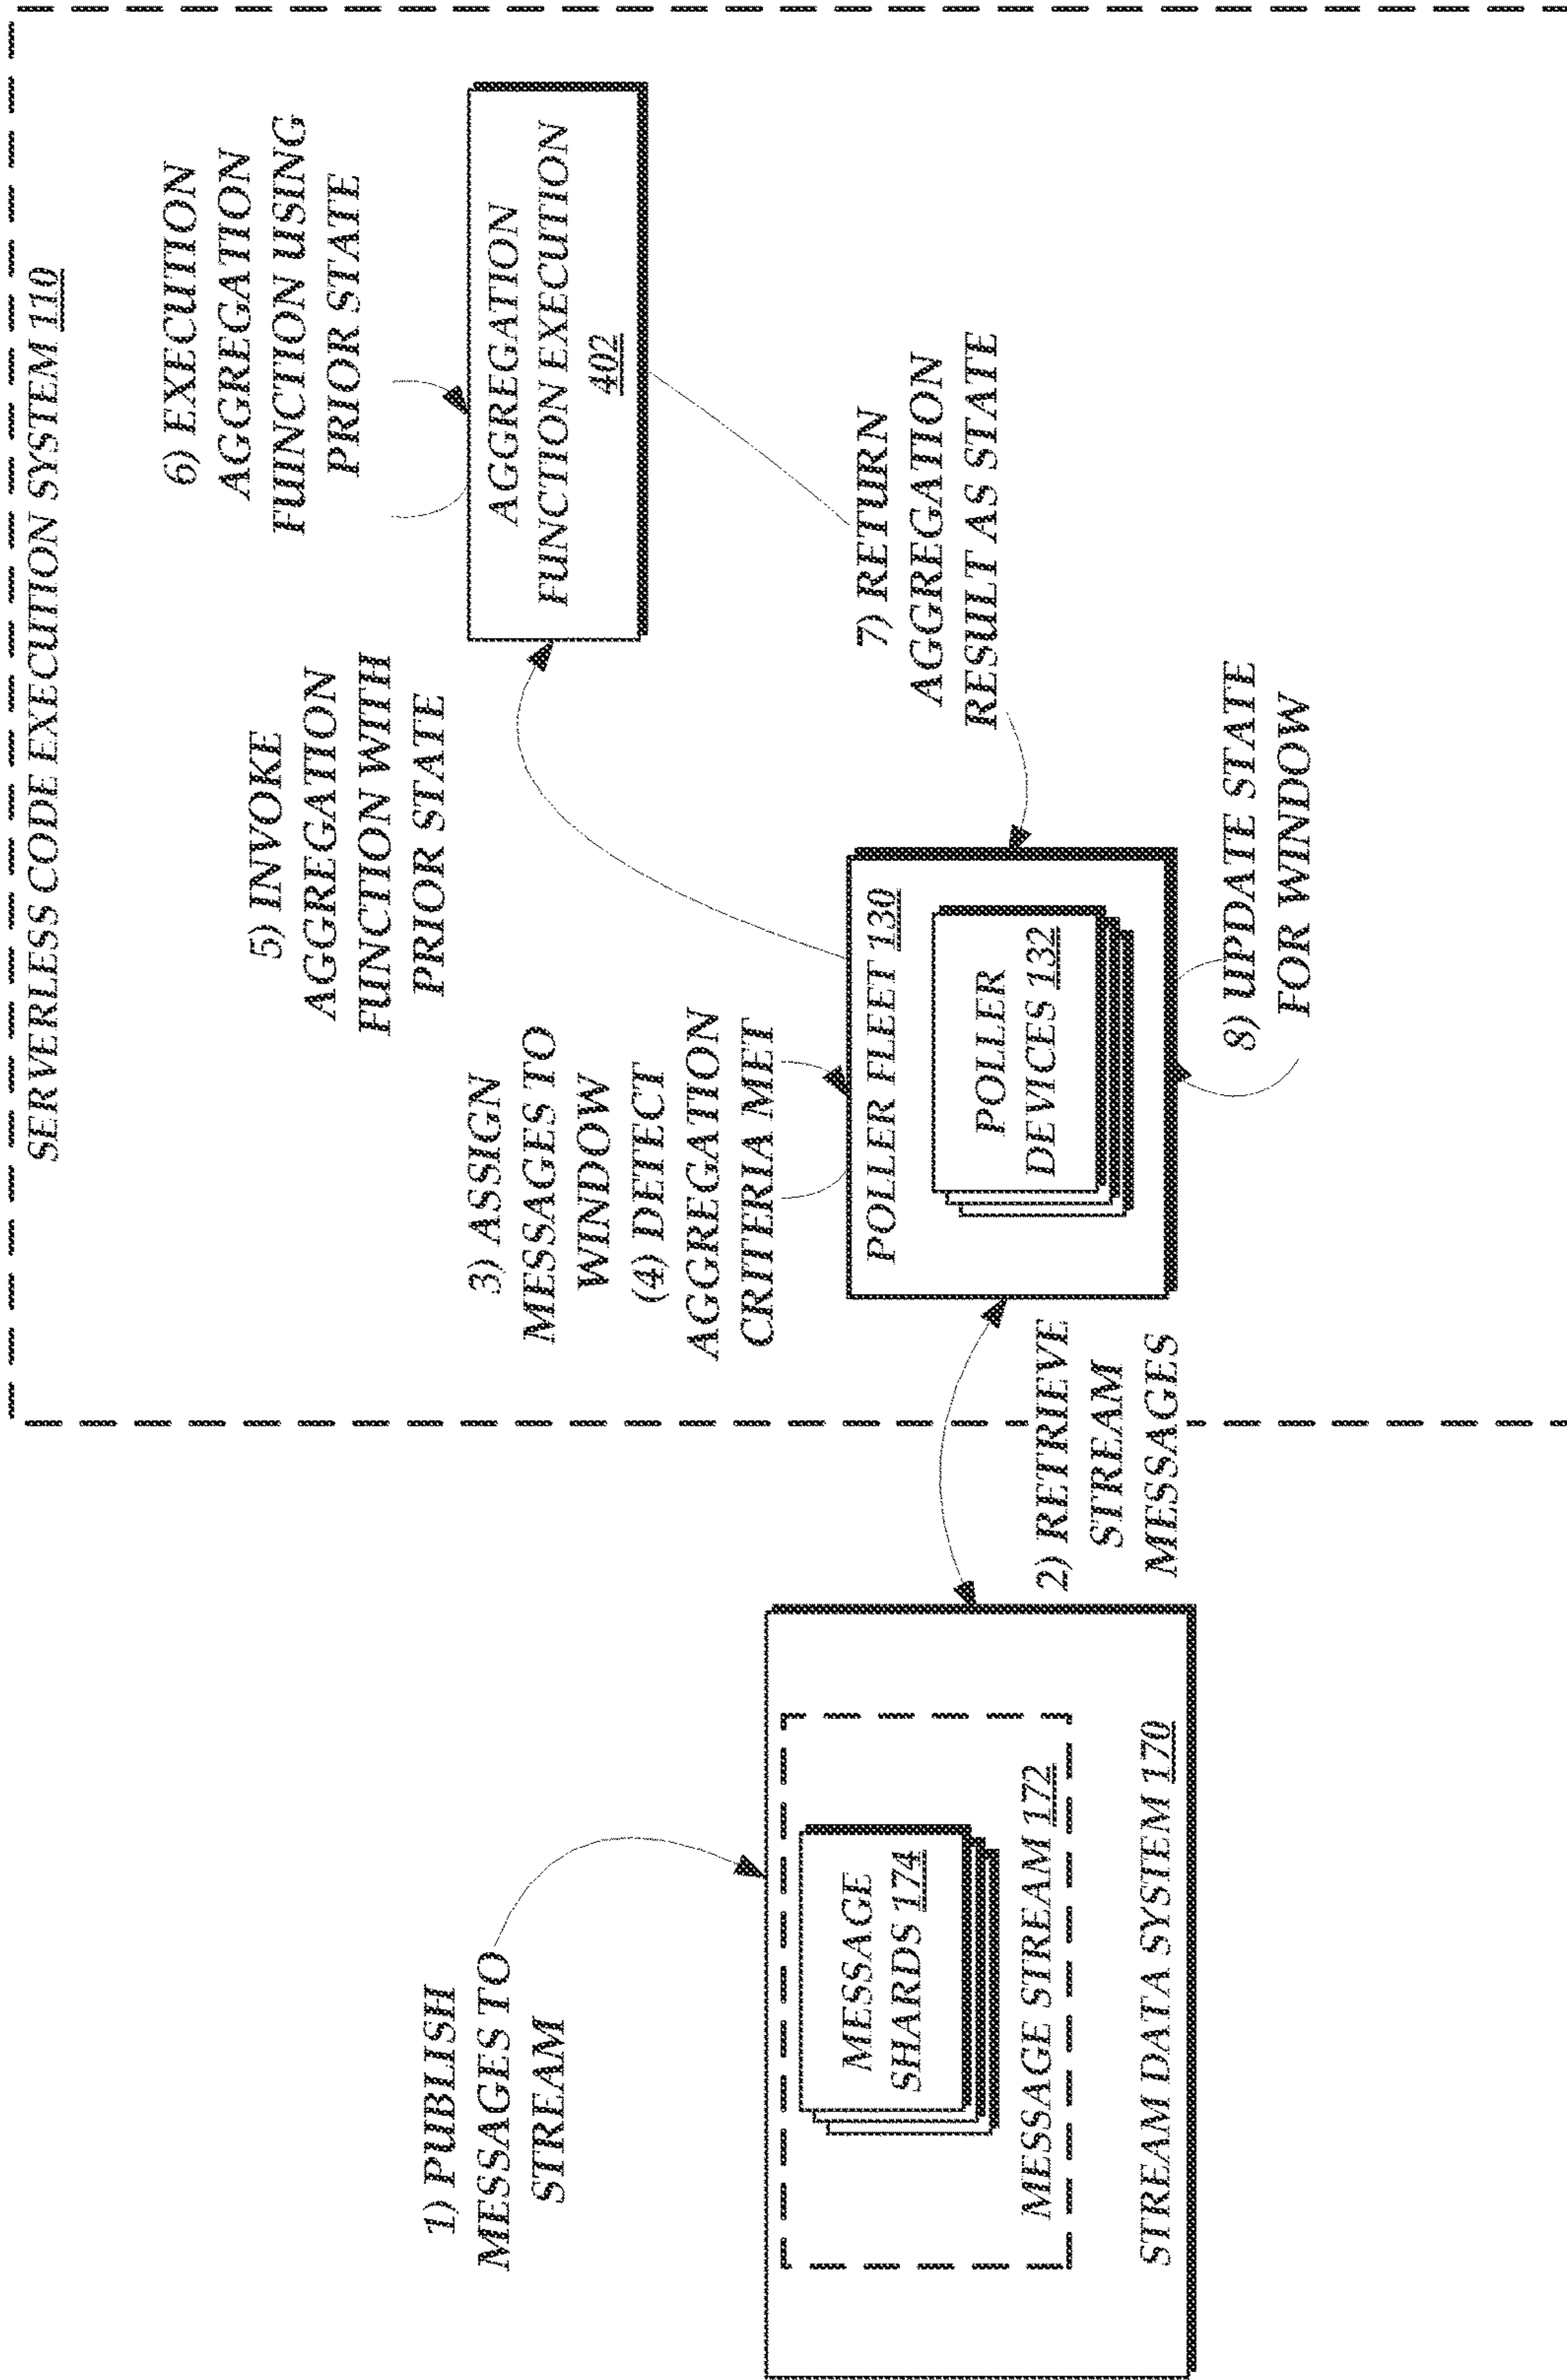 SERVERLESS CODE EXECUTION SYSTEM 110
1) PUBLISH
MESSAGES TO
STREAM
MESSAGE
SHARDS 174
MESSAGE STREAM 172
STREAM DATA SYSTEM 170
2) RETRIEVE
STREAM
MESSAGES
3) ASSIGN
MESSAGES TO
WINDOW
(4) DETECT
AGGREGATION
CRITERIA MET
POLLER FLEET 130
POLLER
DEVICES 132
5) INVOKE
AGGREGATION
FUNCTION WITH
PRIOR STATE
6) EXECUTION
AGGREGATION
FUNCTION USING
PRIOR STATE
AGGREGATION
FUNCTION EXECUTION
402
7) RETURN
AGGREGATION
RESULT AS STATE
8) UPDATE STATE
FOR WINDOW